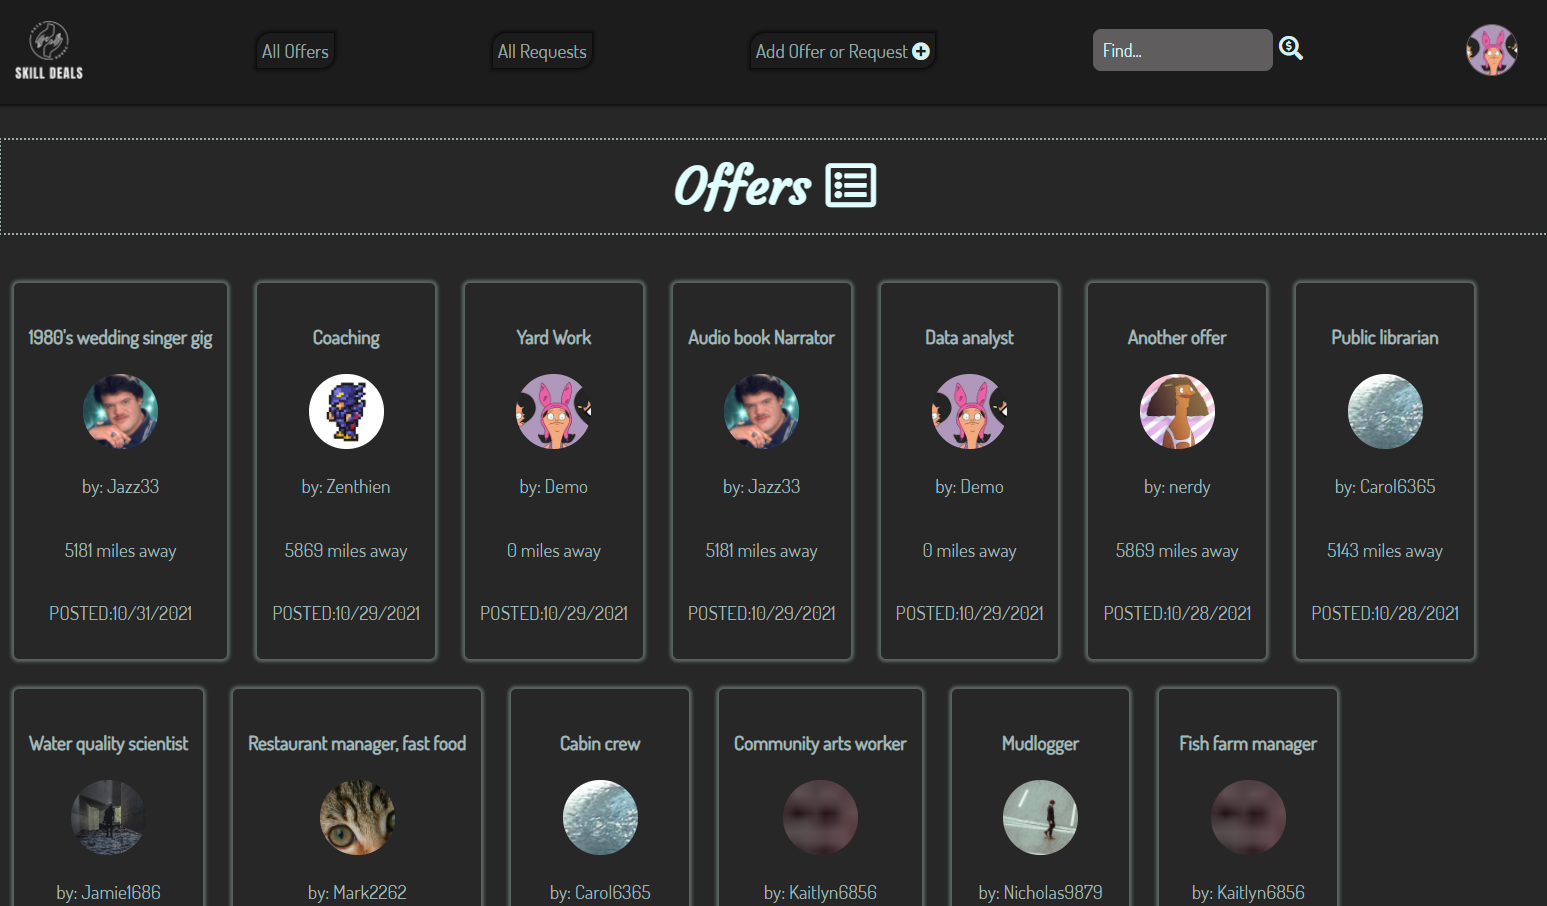 SKILL DEALS
All Offers
All Requests
Add Offer or Request
Find...
Offers
1980's wedding singer gig
by: Jazz33
5181 miles away
POSTED:10/31/2021
Coaching
by: Zenthien
5869 miles away
POSTED:10/29/2021
Yard Work
by: Demo
0 miles away
POSTED:10/29/2021
Audio book Narrator
by: Jazz33
5181 miles away
POSTED:10/29/2021
Data analyst
by: Demo
0 miles away
POSTED:10/29/2021
Another offer
by: nerdy
5869 miles away
POSTED:10/28/2021
Public librarian
by: Carol6365
5143 miles away
POSTED:10/28/2021
Water quality scientist
by: Jamie1686
Restaurant manager, fast food
by: Mark2262
Cabin crew
by: Carol6365
Community arts worker
by: Kaitlyn6856
Mudlogger
by: Nicholas9879
Fish farm manager
by: Kaitlyn6856